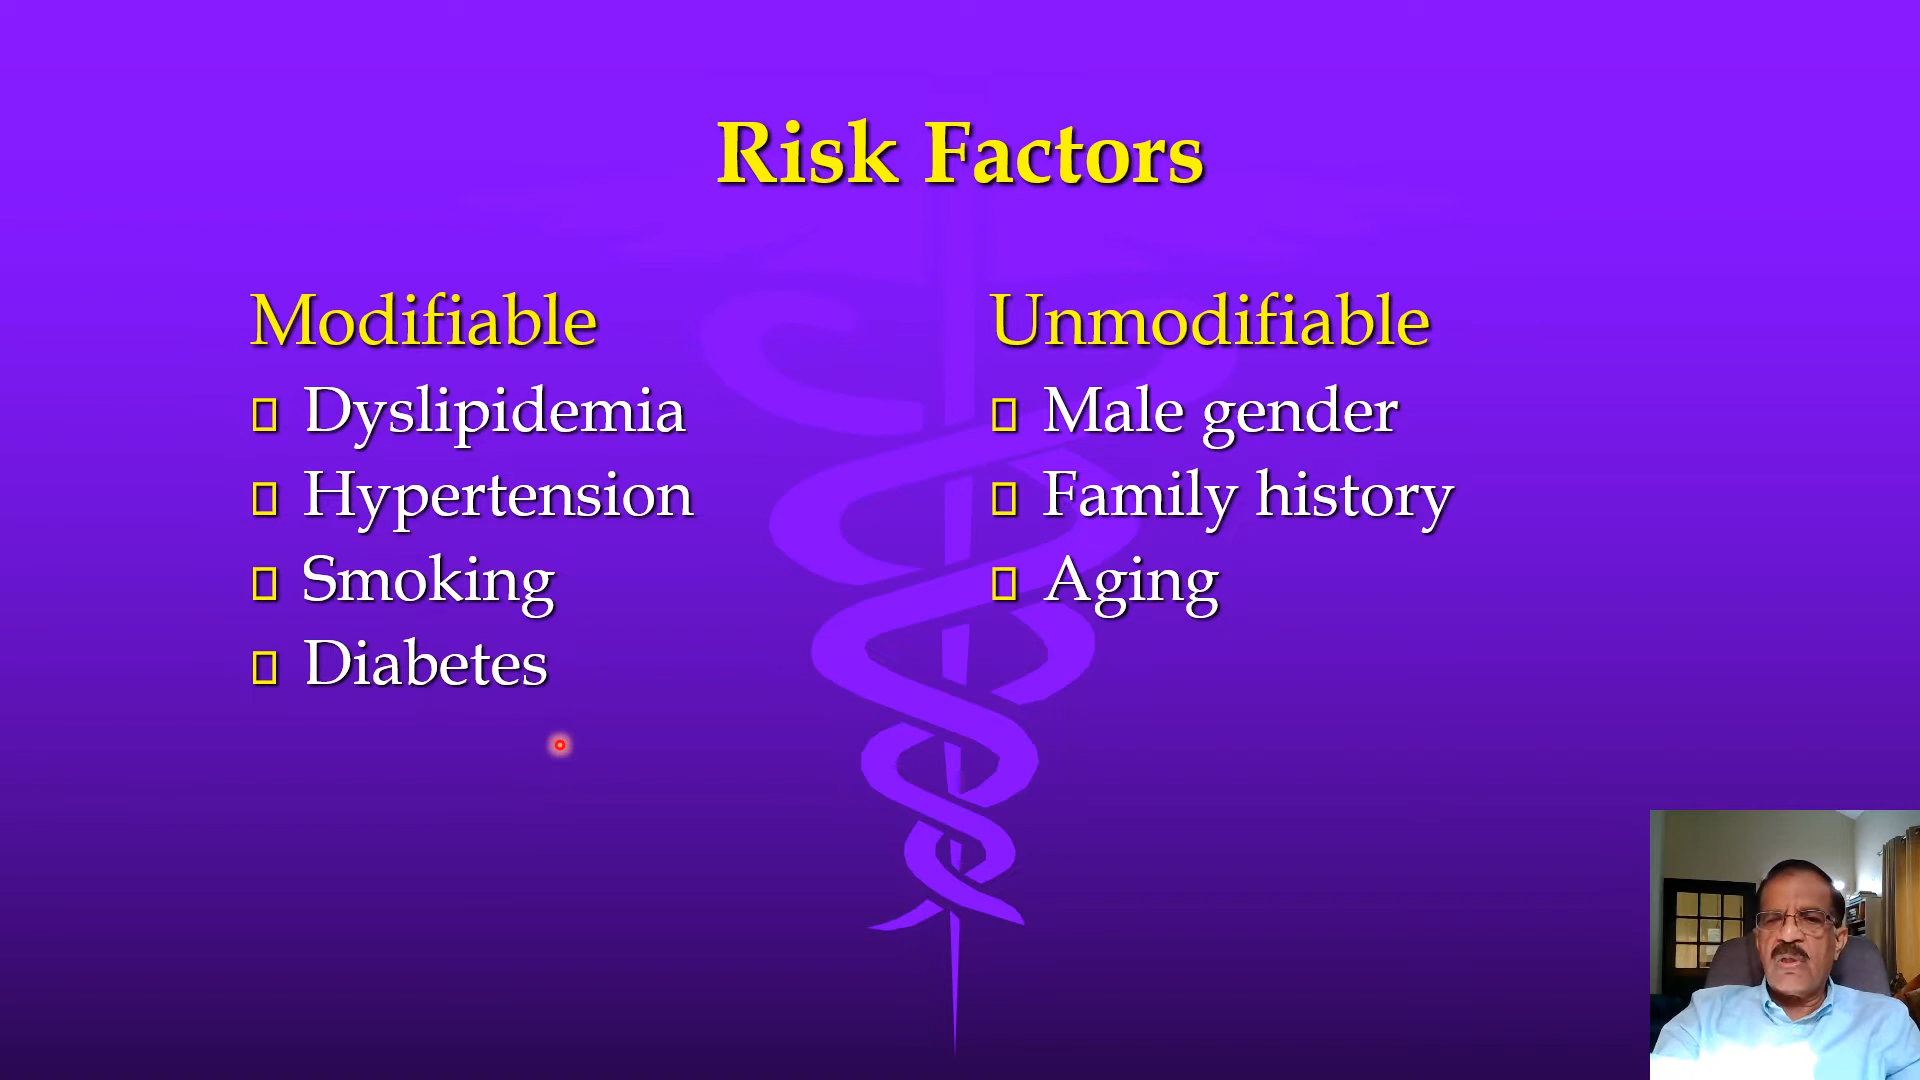 Risk Factors
Modifiable
Dyslipidemia
Hypertension
Smoking
Diabetes
Unmodifiable
Male gender
Family history
Aging